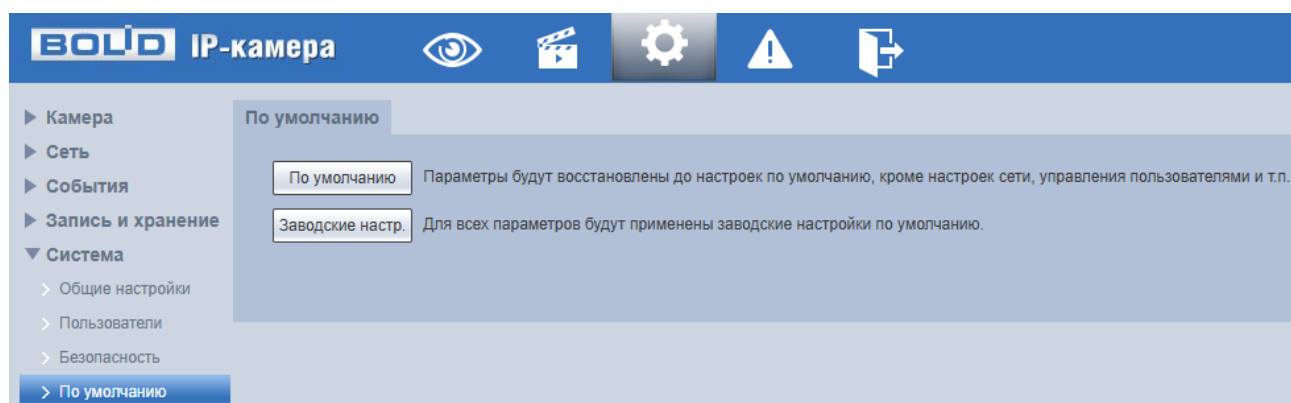 BOLID IP-камера
Камера
Сеть
События
Запись и хранение
Система
Общие настройки
Пользователи
Безопасность
По умолчанию
По умолчанию
По умолчанию Параметры будут восстановлены до настроек по умолчанию, кроме настроек сети, управления пользователями и т.п.
Заводские настр. Для всех параметров будут применены заводские настройки по умолчанию.